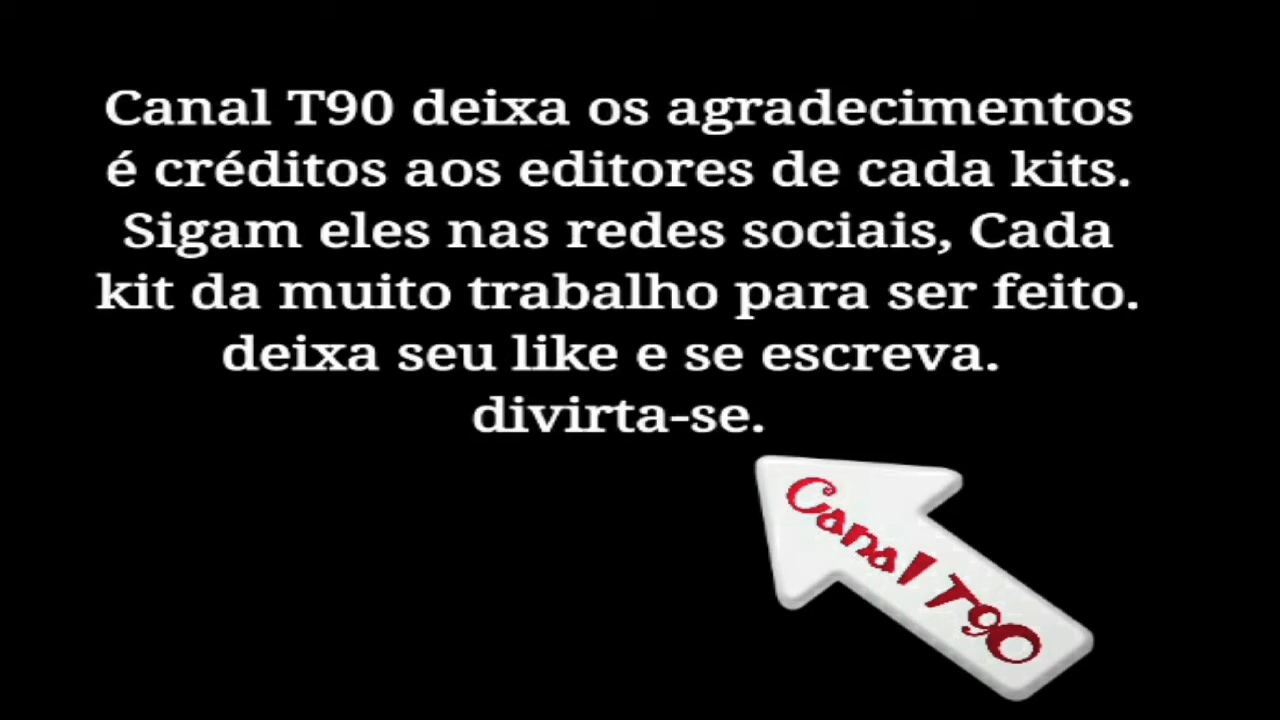 Canal T90 deixa os agradecimentos
é créditos aos editores de cada kits.
Sigam eles nas redes sociais, Cada
kit da muito trabalho para ser feito.
deixa seu like e se escreva.
divirta-se.
Canal T90